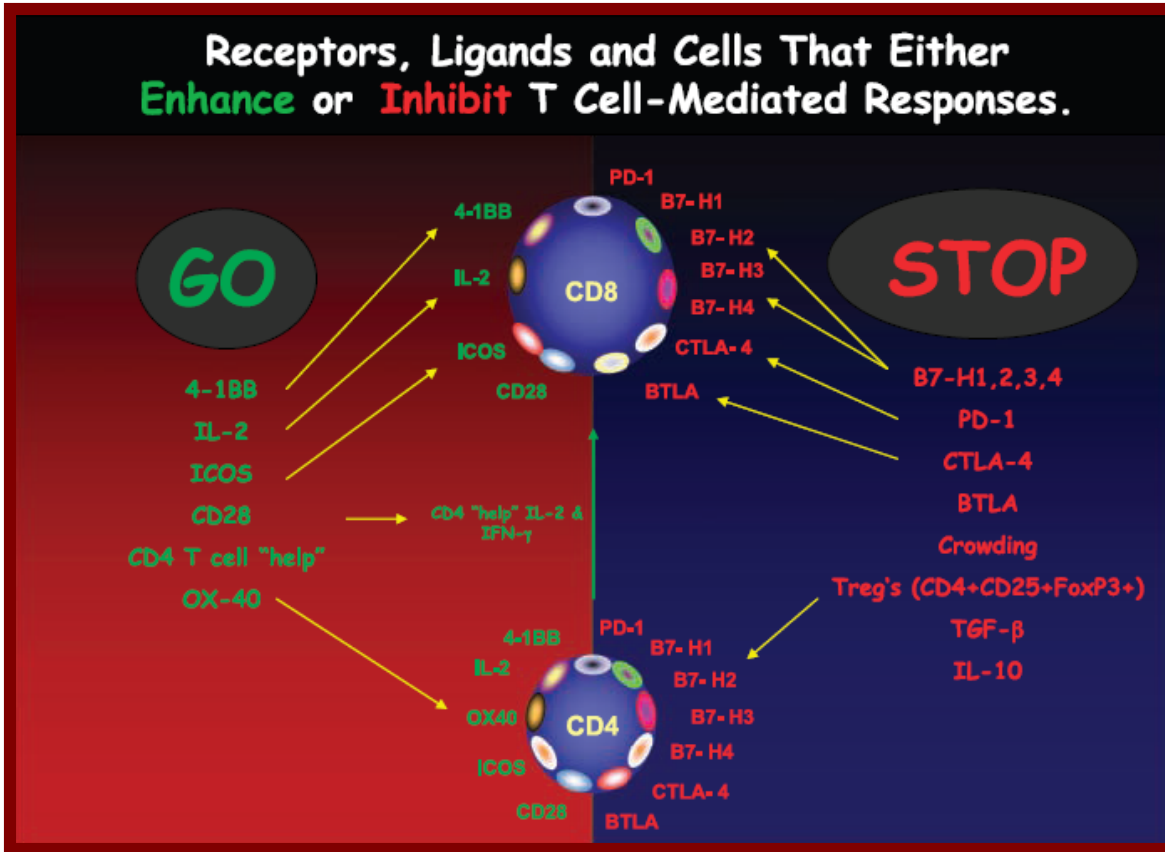 Receptors, Ligands and Cells That Either
Enhance or Inhibit T Cell-Mediated Responses.
GO
4-1BB
IL-2
ICOS
CD28
CD4 T cell “help”
OX-40
4-1BB
IL-2
ICOS
CD28
CD8
PD-1
B7- H1
B7- H2
B7- H3
B7- H4
CTLA- 4
BTLA
CD4 “help” IL-2 &
IFN-γ
4-1BB
IL-2
OX40
ICOS
CD28
CD4
PD-1
B7- H1
B7- H2
B7- H3
B7- H4
CTLA- 4
BTLA
STOP
B7-H1,2,3,4
PD-1
CTLA-4
BTLA
Crowding
Treg's (CD4+CD25+FoxP3+)
TGF-β
IL-10